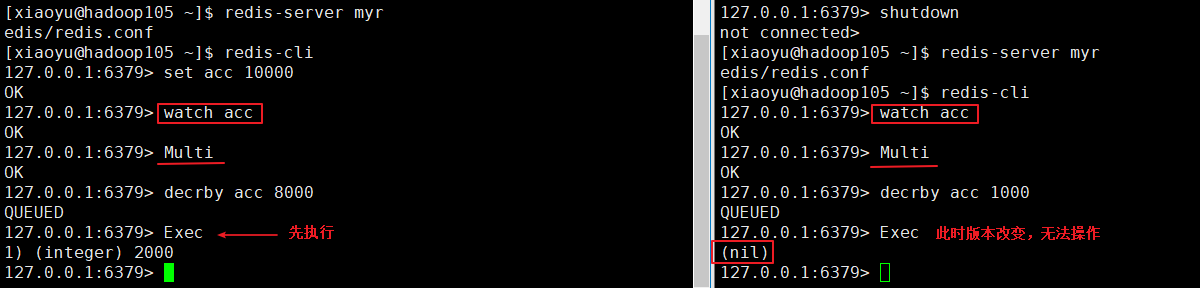 [xiaoyu@hadoop105 ~]$ redis-server myr
edis/redis.conf
[xiaoyu@hadoop105 ~]$ redis-cli
127.0.0.1:6379> set acc 10000
OK
127.0.0.1:6379> watch acc
OK
127.0.0.1:6379> Multi
OK
127.0.0.1:6379> decrby acc 8000
QUEUED
127.0.0.1:6379> Exec 先执行
1) (integer) 2000
127.0.0.1:6379>
127.0.0.1:6379> shutdown
not connected>
[xiaoyu@hadoop105 ~]$ redis-server myr
edis/redis.conf
[xiaoyu@hadoop105 ~]$ redis-cli
127.0.0.1:6379> watch acc
OK
127.0.0.1:6379> Multi
OK
127.0.0.1:6379> decrby acc 1000
QUEUED
127.0.0.1:6379> Exec 此时版本改变，无法操作
(nil)
127.0.0.1:6379>